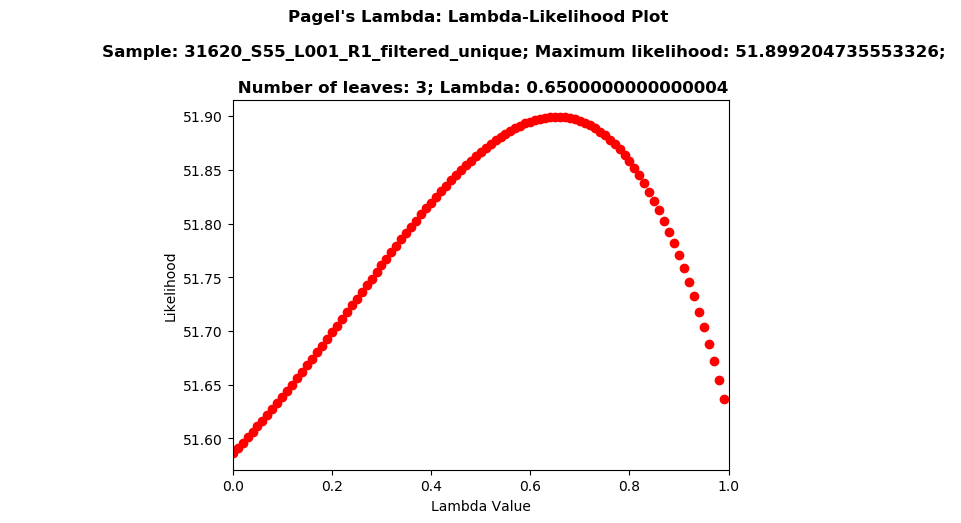 Pagel's Lambda: Lambda-Likelihood Plot
Sample: 31620_S55_L001_R1_filtered_unique; Maximum likelihood: 51.899204735553326;
Number of leaves: 3; Lambda: 0.6500000000000004
51.90
51.85
51.80
51.75
51.70
51.65
51.60
Likelihood
0.0 0.2 0.4 0.6 0.8 1.0
Lambda Value